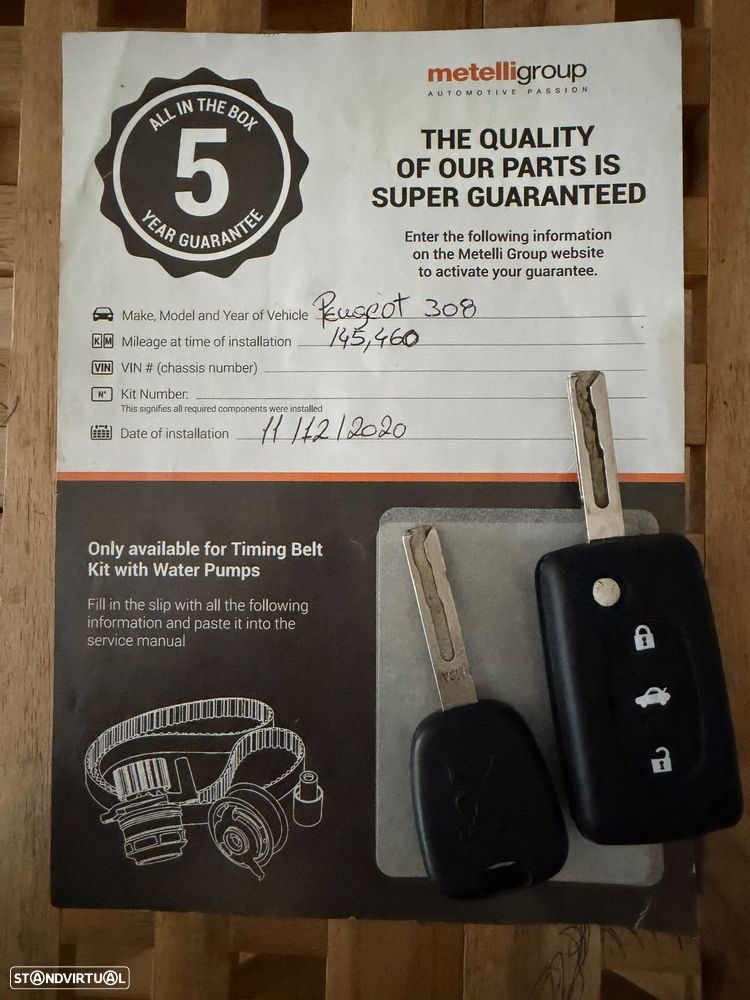 ALL IN THE BOX
5
YEAR GUARANTEE
metelligroup
AUTOMOTIVE PASSION
THE QUALITY
OF OUR PARTS IS
SUPER GUARANTEED
Enter the following information
on the Metelli Group website
to activate your guarantee.
Make, Model and Year of Vehicle Peugeot 308
KM Mileage at time of installation 145,460
VIN VIN # (chassis number)
N° Kit Number:
This signifies all required components were installed
Date of installation 11/12/2020
Only available for Timing Belt
Kit with Water Pumps
Fill in the slip with all the following
information and paste it into the
service manual
STANDVIRTUAL